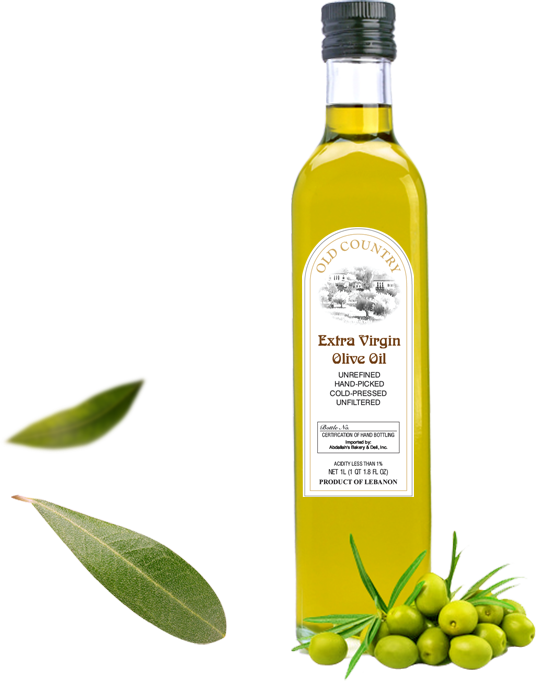 OLD COUNTRY
Extra Virgin
Olive Oil
UNREFINED
HAND-PICKED
COLD-PRESSED
UNFILTERED
Bottle No.
CERTIFICATION OF HAND BOTTLING
Imported by:
Abdallah's Bakery & Deli, Inc.
ACIDITY LESS THAN 1%
NET 1L (1 QT 1.8 FL OZ)
PRODUCT OF LEBANON